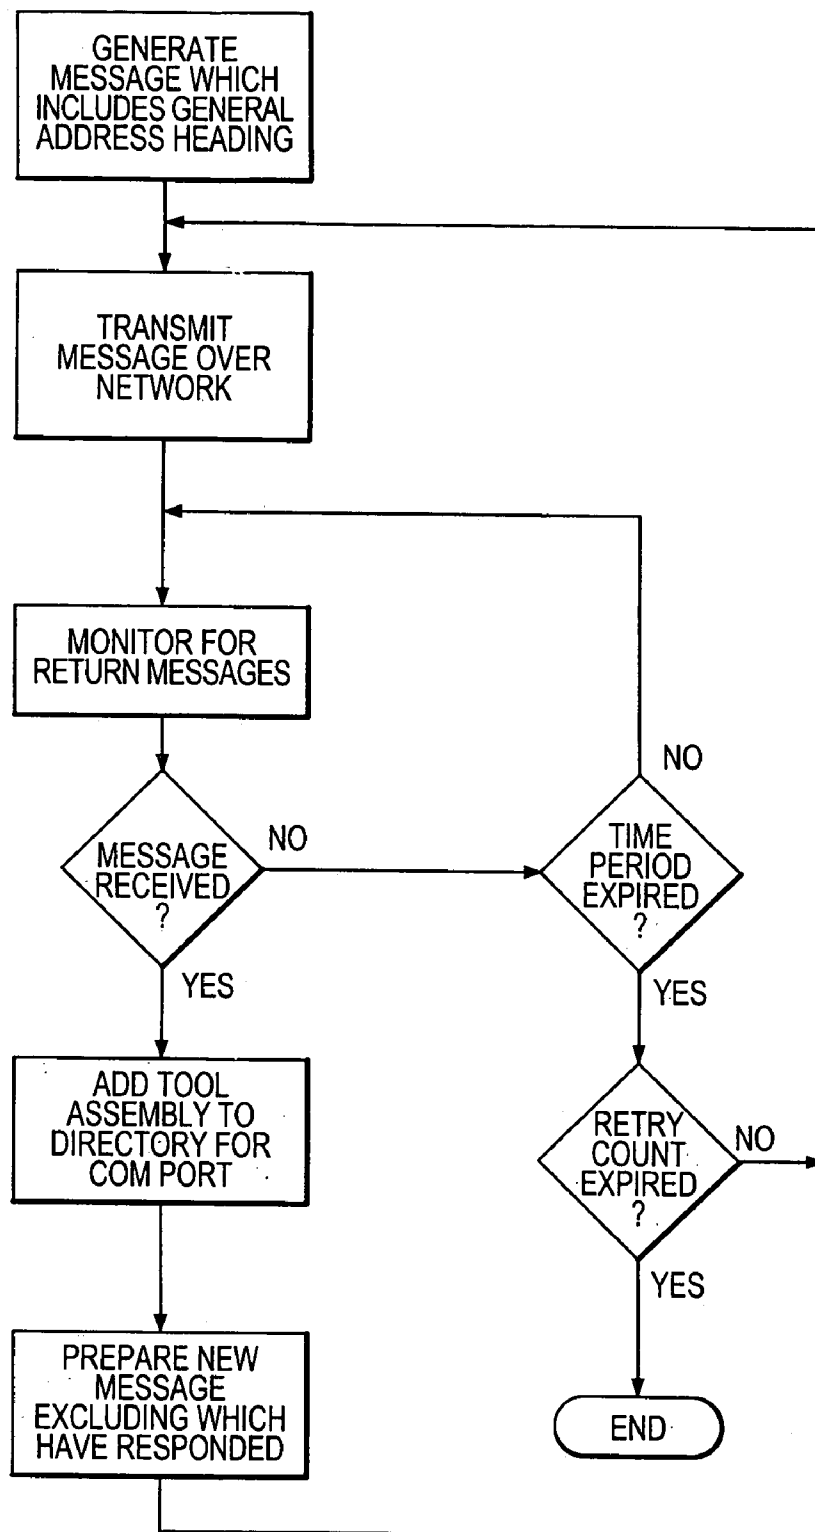 GENERATE
MESSAGE WHICH
INCLUDES GENERAL
ADDRESS HEADING
TRANSMIT
MESSAGE OVER
NETWORK
MONITOR FOR
RETURN MESSAGES
MESSAGE
RECEIVED
?
NO
YES
TIME
PERIOD
EXPIRED
?
NO
YES
ADD TOOL
ASSEMBLY TO
DIRECTORY FOR
COM PORT
RETRY
COUNT
EXPIRED
?
NO
YES
PREPARE NEW
MESSAGE
EXCLUDING WHICH
HAVE RESPONDED
END